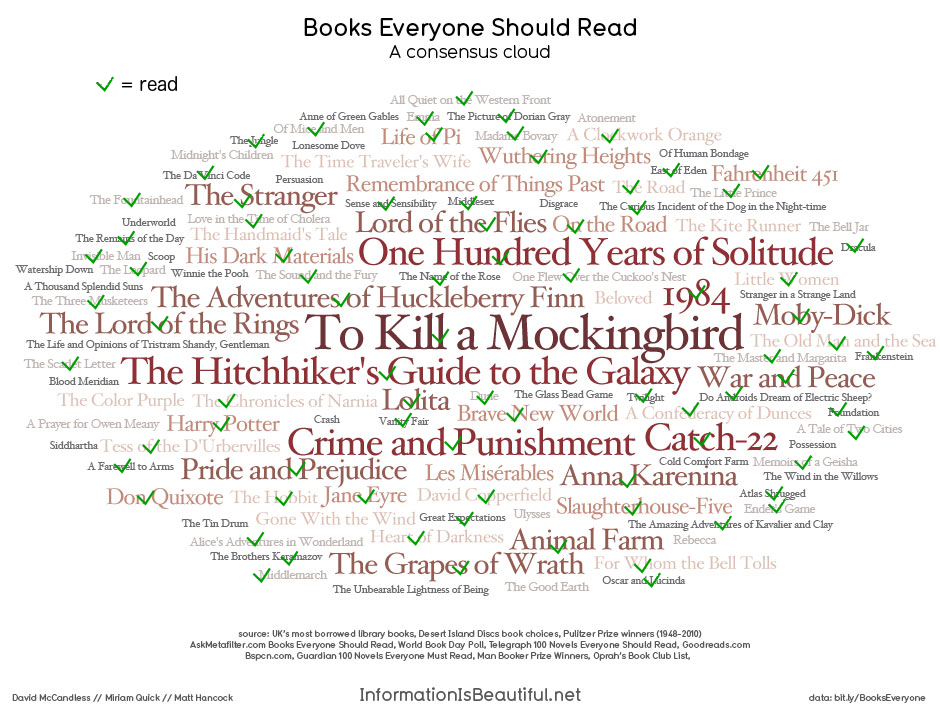 Books Everyone Should Read
A consensus cloud
= read
All Quiet on the Western Front
Anne of Green Gables Emma The Picture of Dorian Gray Atonement
Of Mice and Men Life of Pi Madame Bovary A Clockwork Orange
The Jungle Lonesome Dove
Midnight's Children The Time Traveler's Wife Wuthering Heights Of Human Bondage
The Da Vinci Code Persuasion East of Eden Fahrenheit 451
The Stranger Remembrance of Things Past The Road The Little Prince
The Fountainhead Sense and Sensibility Middlesex Disgrace The Curious Incident of the Dog in the Night-time
Underworld Love in the Time of Cholera Lord of the Flies On the Road The Kite Runner The Bell Jar
The Remains of the Day The Handmaid's Tale Dracula
Invisible Man Scoop His Dark Materials One Hundred Years of Solitude
Watership Down The Leopard Winnie the Pooh The Sound and the Fury The Name of the Rose One Flew Over the Cuckoo's Nest Little Women
A Thousand Splendid Suns
The Three Musketeers The Adventures of Huckleberry Finn Beloved 1984 Stranger in a Strange Land
The Lord of the Rings To Kill a Mockingbird Moby-Dick
The Life and Opinions of Tristram Shandy, Gentleman The Old Man and the Sea
The Scarlet Letter The Hitchhiker's Guide to the Galaxy The Master and Margarita Frankenstein
Blood Meridian War and Peace
The Color Purple The Chronicles of Narnia Lolita Dune The Glass Bead Game Twilight Do Androids Dream of Electric Sheep?
A Prayer for Owen Meany Harry Potter Crash Vanity Fair Brave New World A Confederacy of Dunces Foundation
A Tale of Two Cities
Siddhartha Tess of the D'Urbervilles Crime and Punishment Catch-22 Possession
A Farewell to Arms Pride and Prejudice Les Misérables Anna Karenina Cold Comfort Farm Memoirs of a Geisha
The Wind in the Willows
Don Quixote The Hobbit Jane Eyre David Copperfield Slaughterhouse-Five Atlas Shrugged
Ender's Game
The Tin Drum Gone With the Wind Great Expectations Ulysses The Amazing Adventures of Kavalier and Clay
Alice's Adventures in Wonderland Heart of Darkness Animal Farm Rebecca
The Brothers Karamazov The Grapes of Wrath For Whom the Bell Tolls
Middlemarch Oscar and Lucinda
The Unbearable Lightness of Being The Good Earth
source: UK's most borrowed library books, Desert Island Discs book choices, Pulitzer Prize winners (1948-2010)
AskMetafilter.com Books Everyone Should Read, World Book Day Poll, Telegraph 100 Novels Everyone Should Read, Goodreads.com
Bspcn.com, Guardian 100 Novels Everyone Must Read, Man Booker Prize Winners, Oprah's Book Club List,
David McCandless // Miriam Quick // Matt Hancock InformationIsBeautiful.net data: bit.ly/BooksEveryone